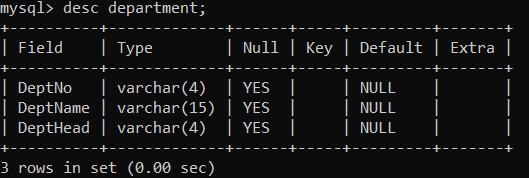 mysql> desc department;
+----------+-------------+------+-----+---------+-------+
| Field    | Type        | Null | Key | Default | Extra |
+----------+-------------+------+-----+---------+-------+
| DeptNo   | varchar(4)  | YES  |     | NULL    |       |
| DeptName | varchar(15) | YES  |     | NULL    |       |
| DeptHead | varchar(4)  | YES  |     | NULL    |       |
+----------+-------------+------+-----+---------+-------+
3 rows in set (0.00 sec)